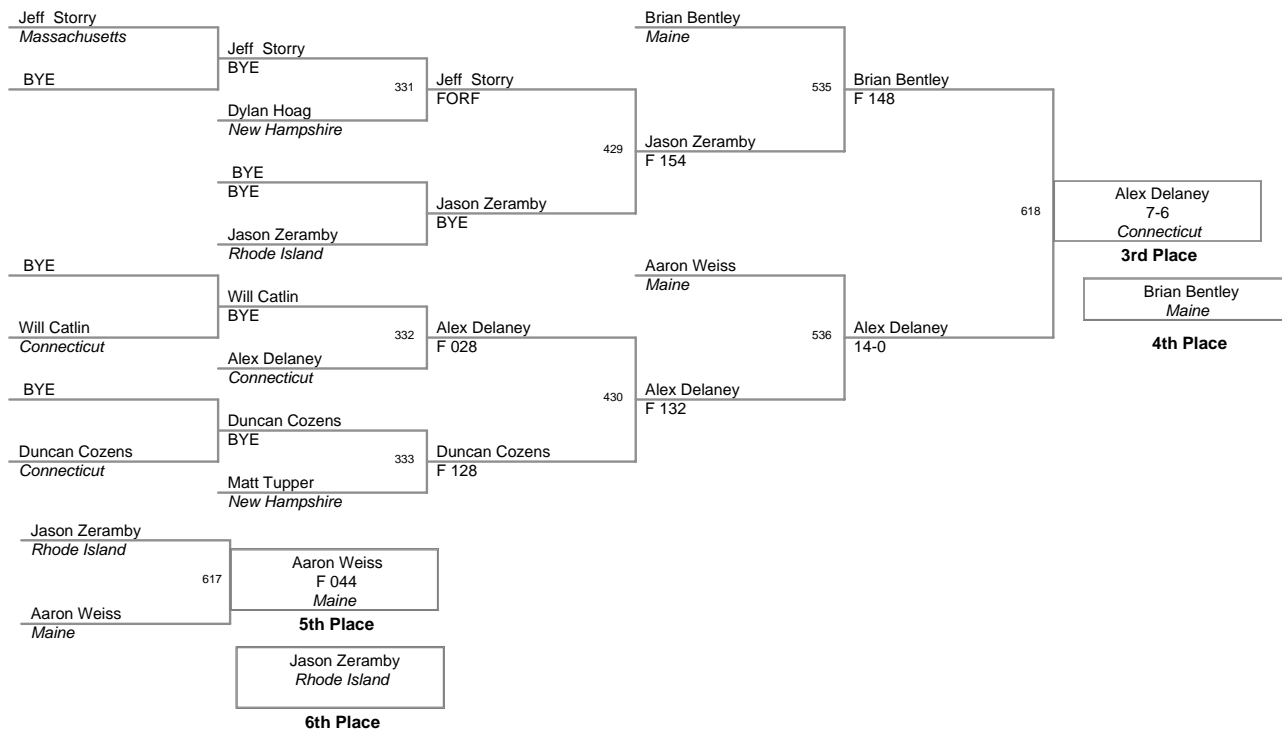 Jeff  Storry
Massachusetts
BYE
Jeff  Storry
BYE
331
Dylan Hoag
New Hampshire
Jeff  Storry
FORF
BYE
BYE
Jason Zeramby
Rhode Island
Jason Zeramby
BYE
429
Jason Zeramby
F 154
Brian Bentley
Maine
535
Brian Bentley
F 148
BYE
Will Catlin
Connecticut
Will Catlin
BYE
332
Alex Delaney
Connecticut
Alex Delaney
F 028
BYE
Duncan Cozens
Connecticut
Duncan Cozens
BYE
333
Matt Tupper
New Hampshire
Duncan Cozens
F 128
430
Alex Delaney
F 132
Aaron Weiss
Maine
536
Alex Delaney
14-0
618
Alex Delaney
7-6
Connecticut
3rd Place
Brian Bentley
Maine
4th Place
Jason Zeramby
Rhode Island
617
Aaron Weiss
Maine
Aaron Weiss
F 044
Maine
5th Place
Jason Zeramby
Rhode Island
6th Place